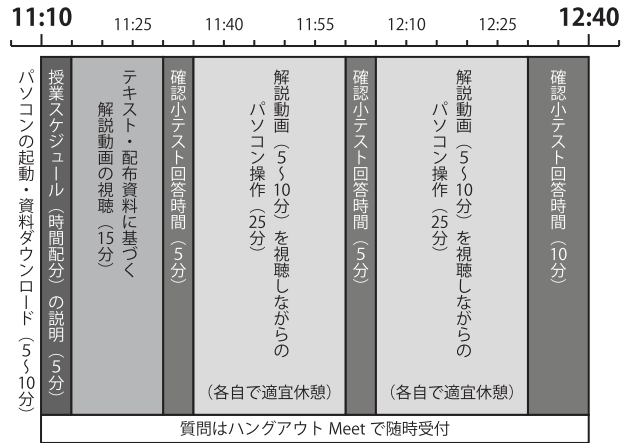 11:10
11:25
11:40
11:55
12:10
12:25
12:40
パソコンの起動・資料ダウンロード（5〜10分）
授業スケジュール（時間配分）の説明（5分）
テキスト・配布資料に基づく
解説動画の視聴（15分）
確認小テスト回答時間（5分）
解説動画（5〜10分）を視聴しながらの
パソコン操作（25分）
（各自で適宜休憩）
確認小テスト回答時間（5分）
解説動画（5〜10分）を視聴しながらの
パソコン操作（25分）
（各自で適宜休憩）
確認小テスト回答時間（10分）
質問はハングアウト Meet で随時受付